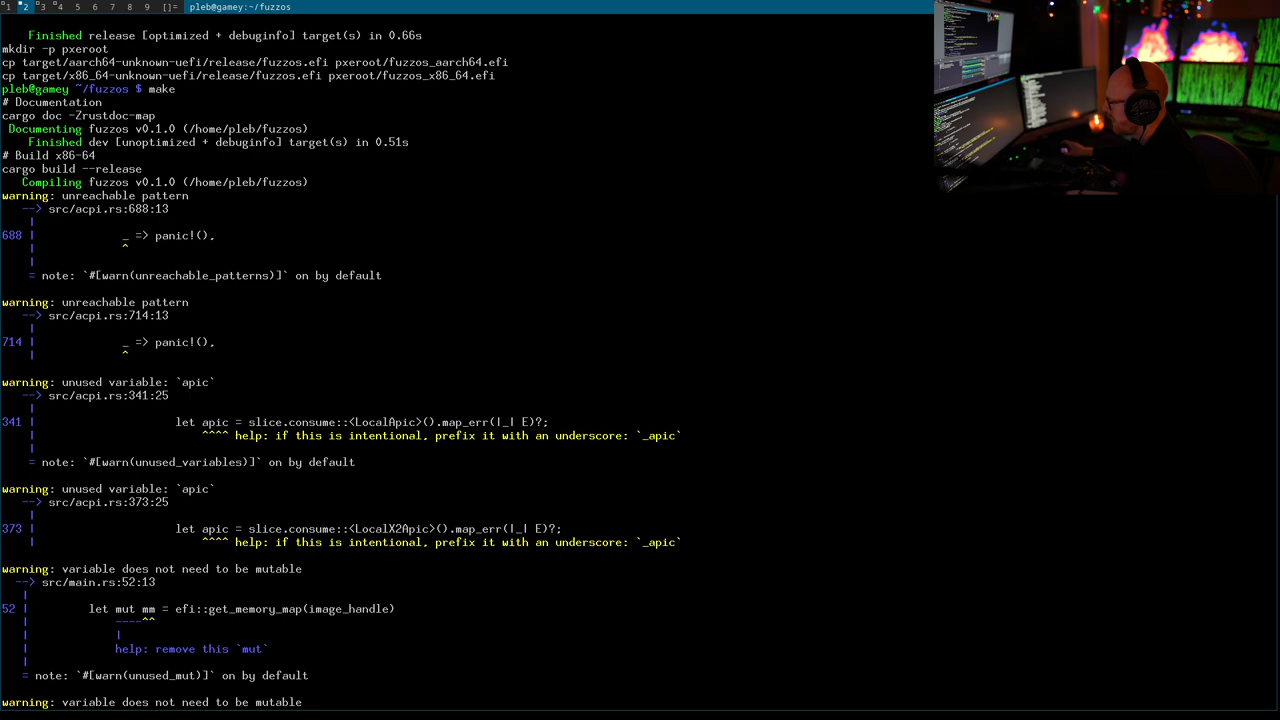 1 2 3 4 5 6 7 8 9 []= pleb@gamey:~/fuzzos
Finished release [optimized + debuginfo] target(s) in 0.66s
mkdir -p pxeroot
cp target/aarch64-unknown-uefi/release/fuzzos.efi pxeroot/fuzzos_aarch64.efi
cp target/x86_64-unknown-uefi/release/fuzzos.efi pxeroot/fuzzos_x86_64.efi
pleb@gamey ~/fuzzos $ make
# Documentation
cargo doc -Zrustdoc-map
Documenting fuzzos v0.1.0 (/home/pleb/fuzzos)
Finished dev [unoptimized + debuginfo] target(s) in 0.51s
# Build x86-64
cargo build --release
Compiling fuzzos v0.1.0 (/home/pleb/fuzzos)
warning: unreachable pattern
--> src/acpi.rs:688:13
|
688 | _ => panic!(),
| ^
|
= note: `#[warn(unreachable_patterns)]` on by default
warning: unreachable pattern
--> src/acpi.rs:714:13
|
714 | _ => panic!(),
| ^
warning: unused variable: `apic`
--> src/acpi.rs:341:25
|
341 | let apic = slice.consume::<LocalApic>().map_err(|_| E)?;
| ^^^^ help: if this is intentional, prefix it with an underscore: `_apic`
|
= note: `#[warn(unused_variables)]` on by default
warning: unused variable: `apic`
--> src/acpi.rs:373:25
|
373 | let apic = slice.consume::<LocalX2Apic>().map_err(|_| E)?;
| ^^^^ help: if this is intentional, prefix it with an underscore: `_apic`
warning: variable does not need to be mutable
--> src/main.rs:52:13
|
52 | let mut mm = efi::get_memory_map(image_handle)
| ----^^
| |
| help: remove this `mut`
|
= note: `#[warn(unused_mut)]` on by default
warning: variable does not need to be mutable